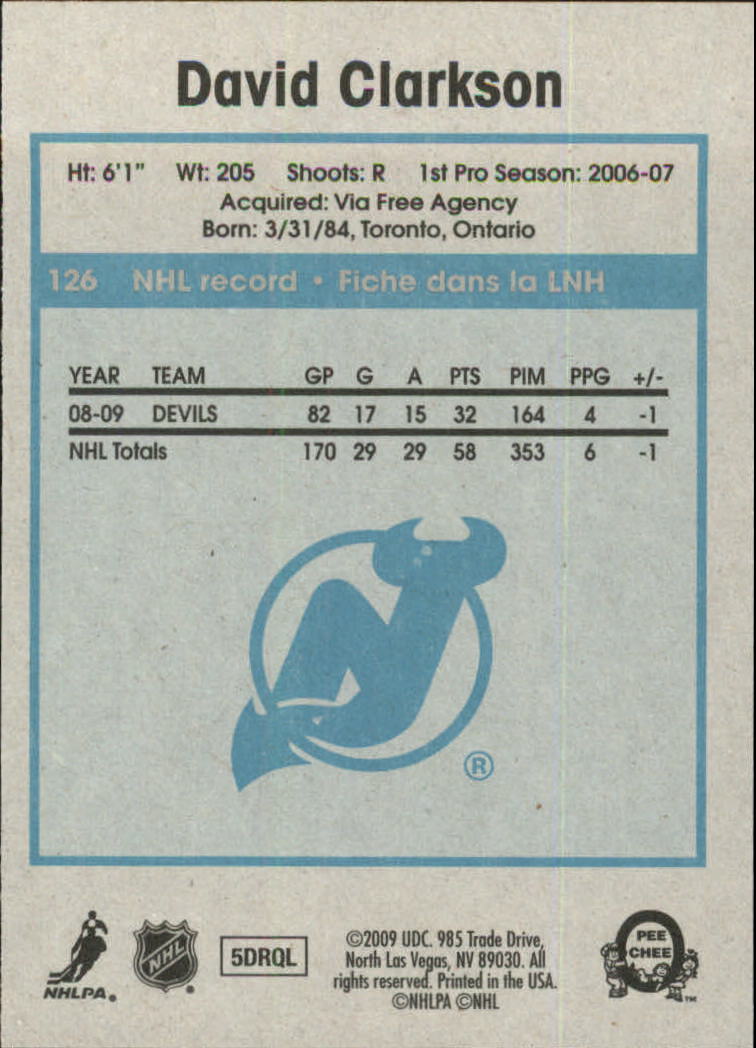 David Clarkson
Ht: 6'1" Wt: 205 Shoots: R 1st Pro Season: 2006-07
Acquired: Via Free Agency
Born: 3/31/84, Toronto, Ontario
126 NHL record • Fiche dans la LNH
YEAR TEAM GP G A PTS PIM PPG +/-
08-09 DEVILS 82 17 15 32 164 4 -1
NHL Totals 170 29 29 58 353 6 -1
®
NHLPA®
NHL®
5DRQL
©2009 UDC. 985 Trade Drive,
North Las Vegas, NV 89030. All
rights reserved. Printed in the USA.
©NHLPA ©NHL
O
PEE
CHEE
™